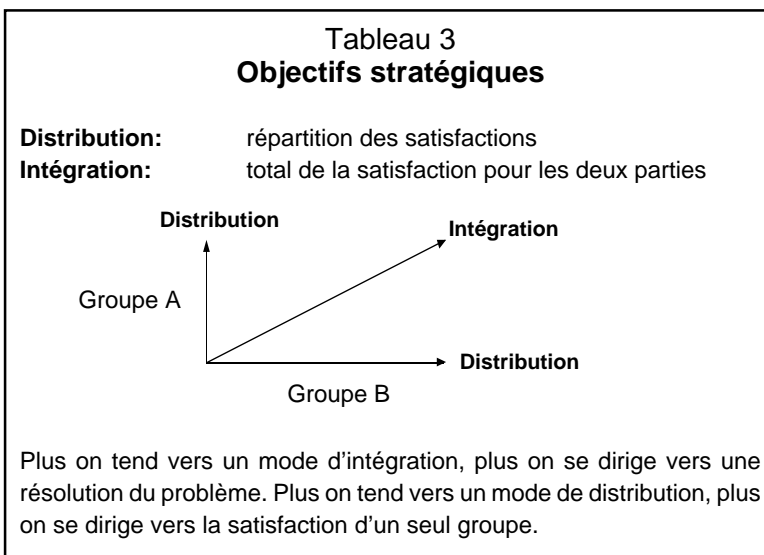 Tableau 3
Objectifs stratégiques
Distribution: répartition des satisfactions
Intégration: total de la satisfaction pour les deux parties
Distribution
Intégration
Groupe A
Distribution
Groupe B
Plus on tend vers un mode d'intégration, plus on se dirige vers une
résolution du problème. Plus on tend vers un mode de distribution, plus
on se dirige vers la satisfaction d'un seul groupe.